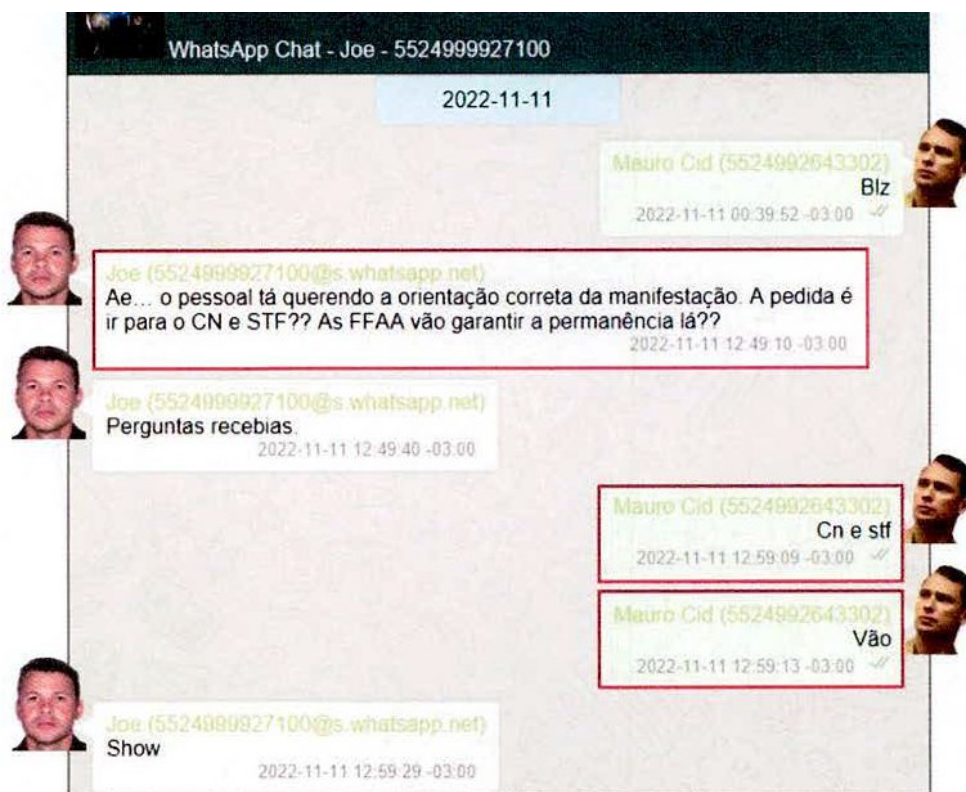 WhatsApp Chat - Joe - 5524999927100
2022-11-11
Mauro Cid (5524992643302)
Blz
2022-11-11 00:39:52 -03:00
Joe (5524999927100@s.whatsapp.net)
Ae... o pessoal tá querendo a orientação correta da manifestação. A pedida é
ir para o CN e STF?? As FFAA vão garantir a permanência lá??
2022-11-11 12:49:10 -03:00
Joe (5524999927100@s.whatsapp.net)
Perguntas recebias.
2022-11-11 12:49:40 -03:00
Mauro Cid (5524992643302)
Cn e stf
2022-11-11 12:59:09 -03:00
Mauro Cid (5524992643302)
Vão
2022-11-11 12:59:13 -03:00
Joe (5524999927100@s.whatsapp.net)
Show
2022-11-11 12:59:29 -03:00